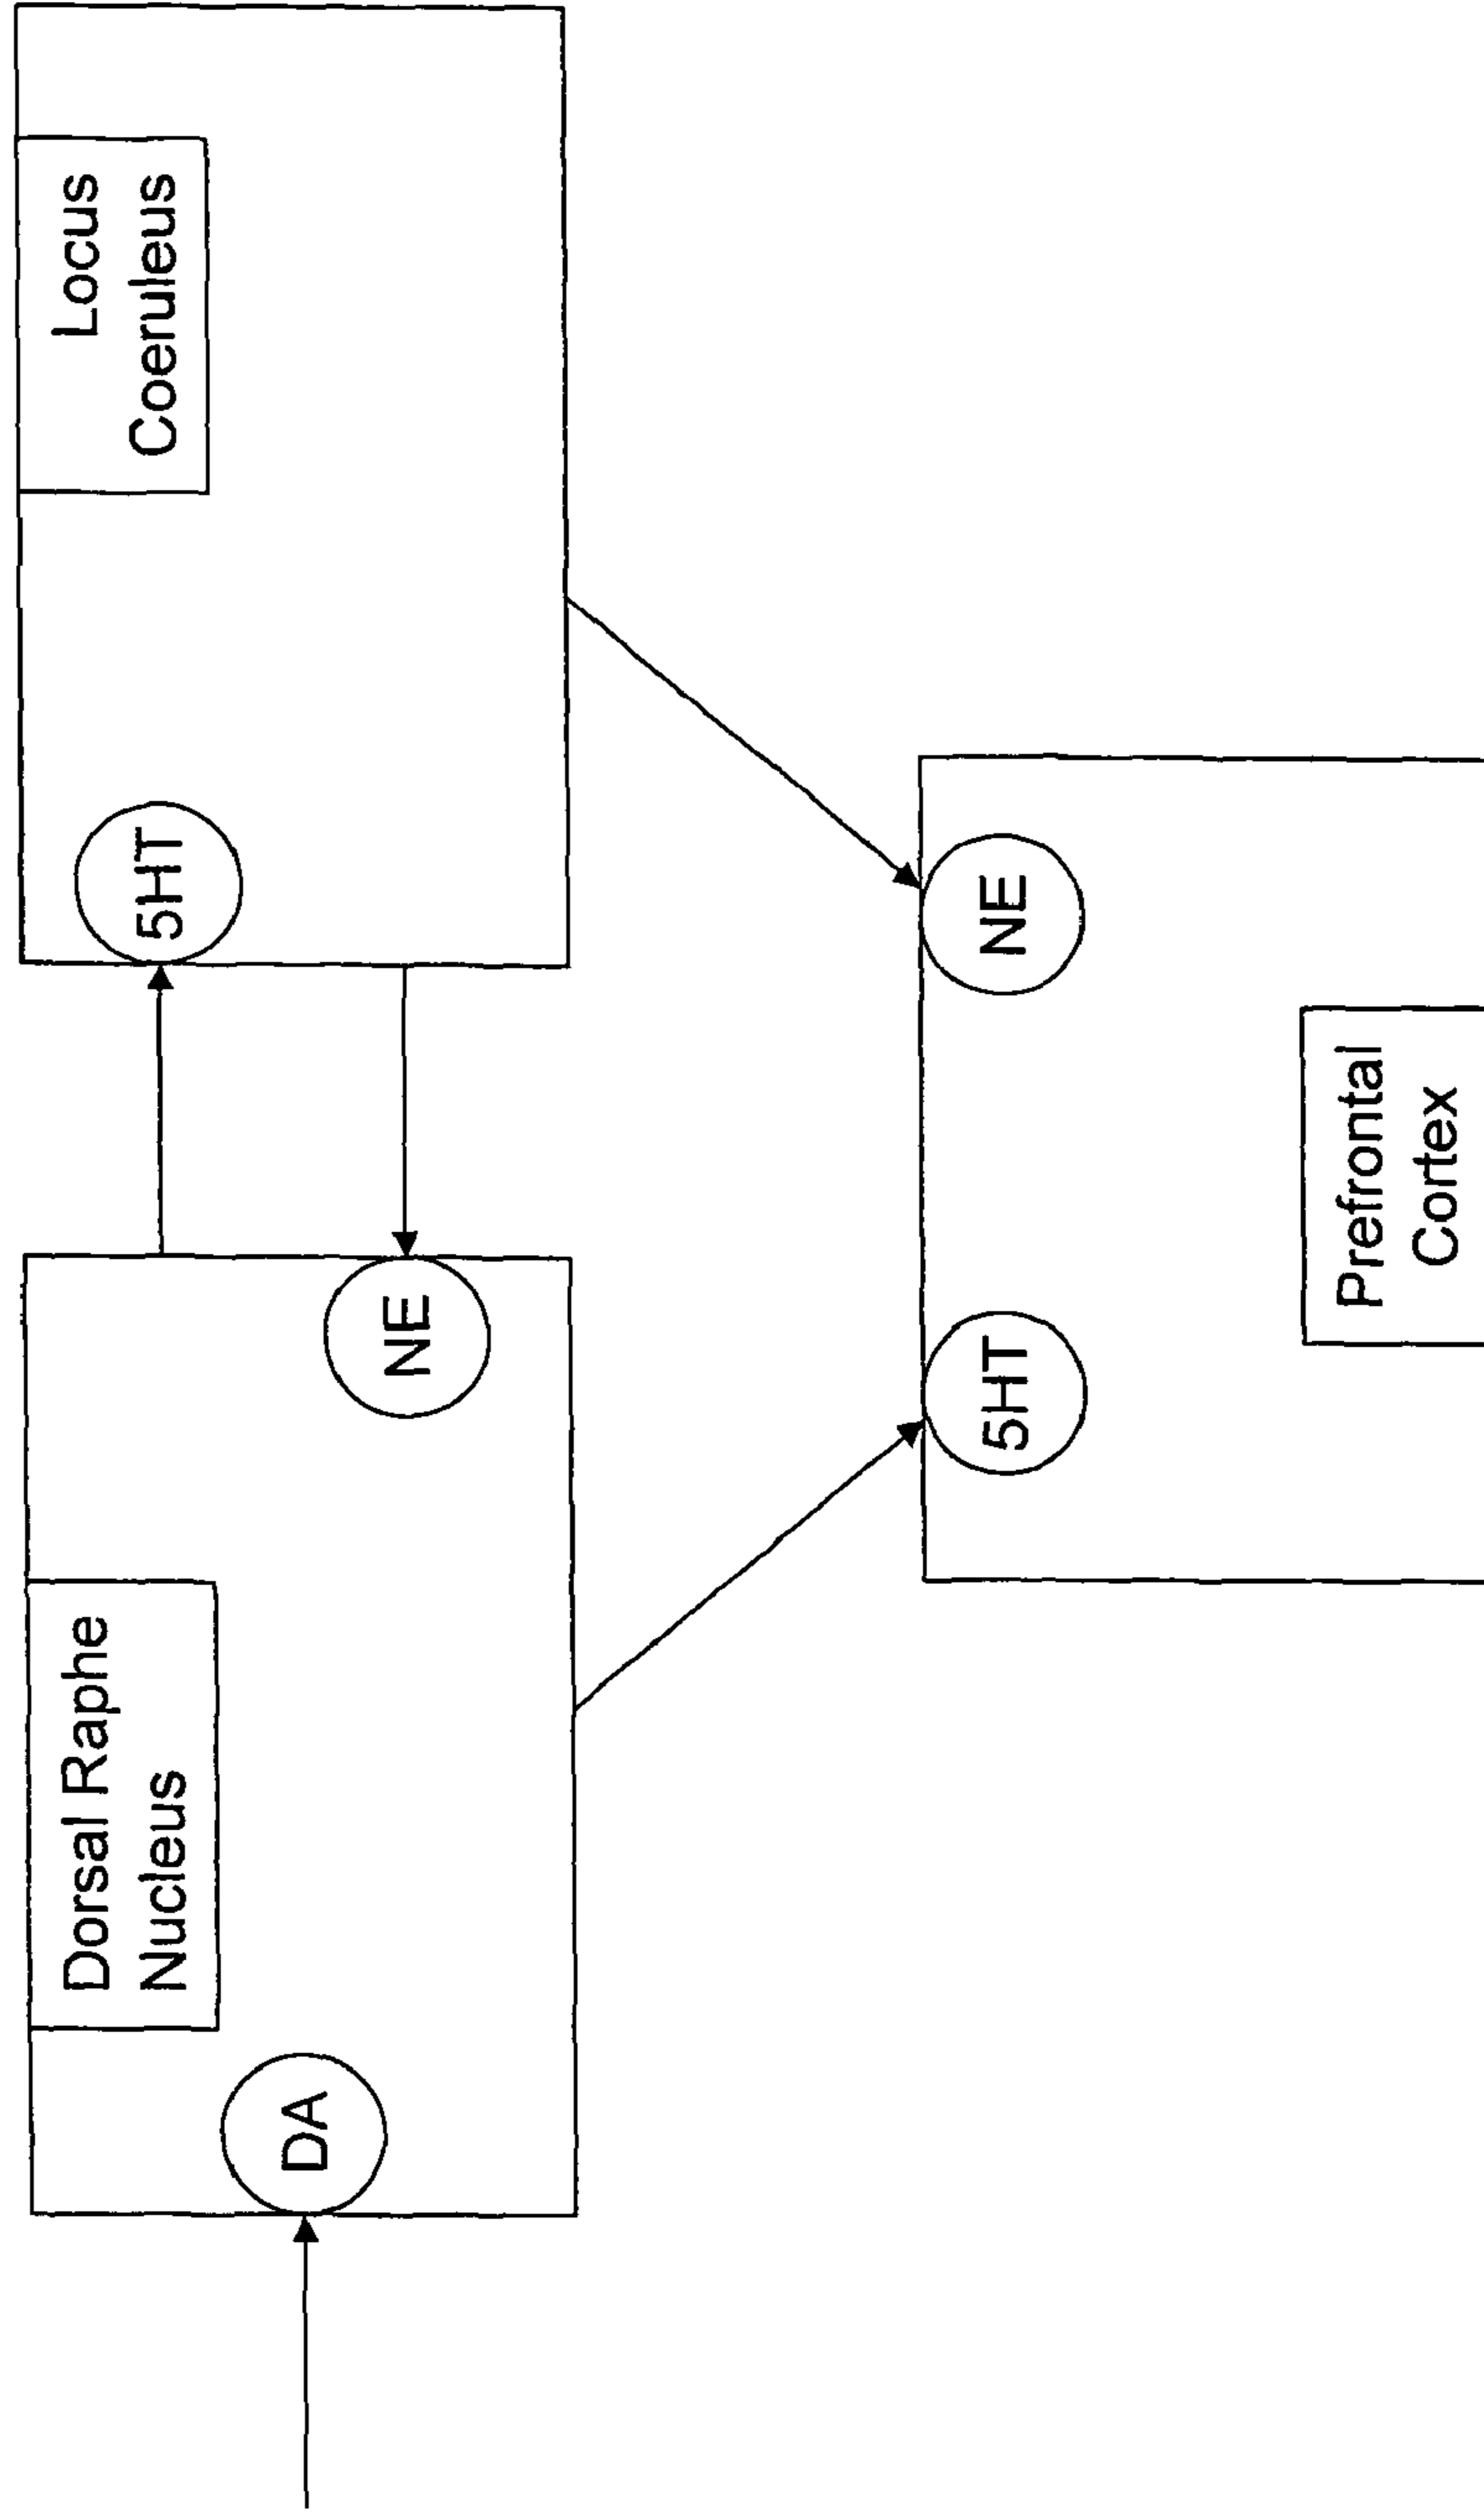 Dorsal Raphe
Nucleus
DA
NE
Locus
Coeruleus
5HT
5HT
NE
Prefrontal
Cortex